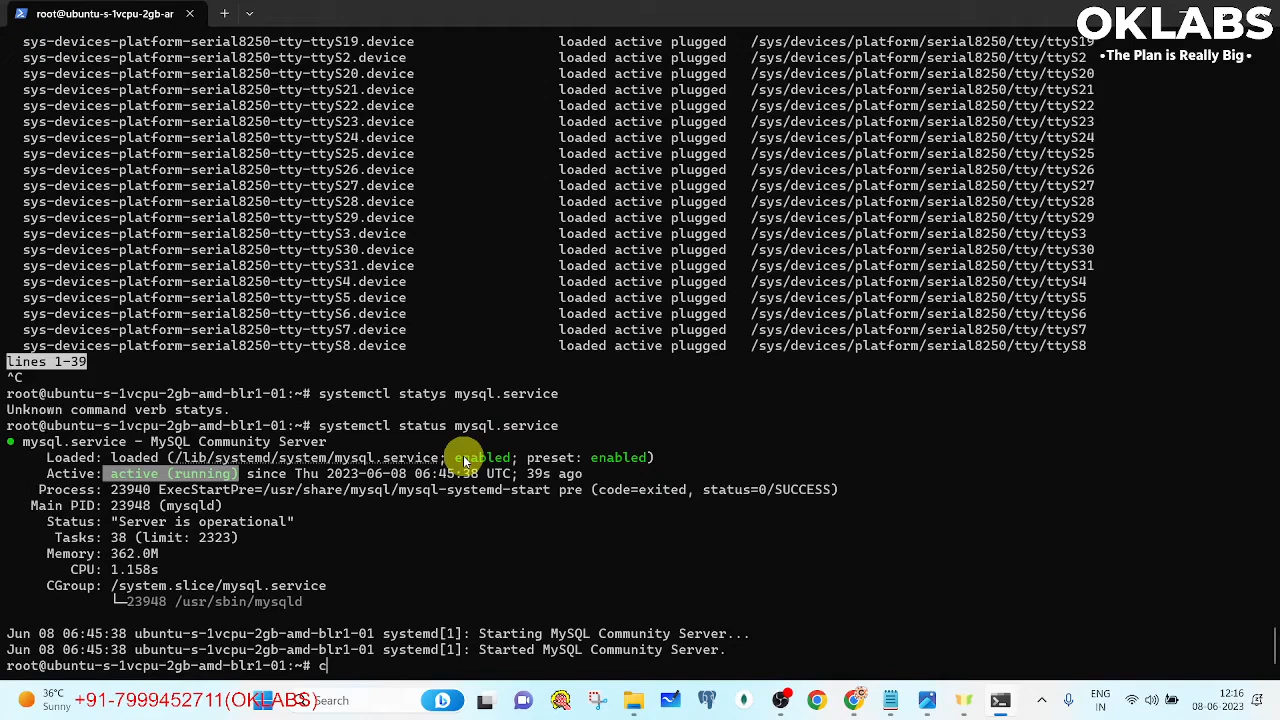 root@ubuntu-s-1vcpu-2gb-ar
OKLABS
•The Plan is Really Big•
sys-devices-platform-serial8250-tty-ttyS19.device loaded active plugged /sys/devices/platform/serial8250/tty/ttyS19
sys-devices-platform-serial8250-tty-ttyS2.device loaded active plugged /sys/devices/platform/serial8250/tty/ttyS2
sys-devices-platform-serial8250-tty-ttyS20.device loaded active plugged /sys/devices/platform/serial8250/tty/ttyS20
sys-devices-platform-serial8250-tty-ttyS21.device loaded active plugged /sys/devices/platform/serial8250/tty/ttyS21
sys-devices-platform-serial8250-tty-ttyS22.device loaded active plugged /sys/devices/platform/serial8250/tty/ttyS22
sys-devices-platform-serial8250-tty-ttyS23.device loaded active plugged /sys/devices/platform/serial8250/tty/ttyS23
sys-devices-platform-serial8250-tty-ttyS24.device loaded active plugged /sys/devices/platform/serial8250/tty/ttyS24
sys-devices-platform-serial8250-tty-ttyS25.device loaded active plugged /sys/devices/platform/serial8250/tty/ttyS25
sys-devices-platform-serial8250-tty-ttyS26.device loaded active plugged /sys/devices/platform/serial8250/tty/ttyS26
sys-devices-platform-serial8250-tty-ttyS27.device loaded active plugged /sys/devices/platform/serial8250/tty/ttyS27
sys-devices-platform-serial8250-tty-ttyS28.device loaded active plugged /sys/devices/platform/serial8250/tty/ttyS28
sys-devices-platform-serial8250-tty-ttyS29.device loaded active plugged /sys/devices/platform/serial8250/tty/ttyS29
sys-devices-platform-serial8250-tty-ttyS3.device loaded active plugged /sys/devices/platform/serial8250/tty/ttyS3
sys-devices-platform-serial8250-tty-ttyS30.device loaded active plugged /sys/devices/platform/serial8250/tty/ttyS30
sys-devices-platform-serial8250-tty-ttyS31.device loaded active plugged /sys/devices/platform/serial8250/tty/ttyS31
sys-devices-platform-serial8250-tty-ttyS4.device loaded active plugged /sys/devices/platform/serial8250/tty/ttyS4
sys-devices-platform-serial8250-tty-ttyS5.device loaded active plugged /sys/devices/platform/serial8250/tty/ttyS5
sys-devices-platform-serial8250-tty-ttyS6.device loaded active plugged /sys/devices/platform/serial8250/tty/ttyS6
sys-devices-platform-serial8250-tty-ttyS7.device loaded active plugged /sys/devices/platform/serial8250/tty/ttyS7
sys-devices-platform-serial8250-tty-ttyS8.device loaded active plugged /sys/devices/platform/serial8250/tty/ttyS8
lines 1-39
^C
root@ubuntu-s-1vcpu-2gb-amd-blr1-01:~# systemctl statys mysql.service
Unknown command verb statys.
root@ubuntu-s-1vcpu-2gb-amd-blr1-01:~# systemctl status mysql.service
● mysql.service - MySQL Community Server
Loaded: loaded (/lib/systemd/system/mysql.service; enabled; preset: enabled)
Active: active (running) since Thu 2023-06-08 06:45:38 UTC; 39s ago
Process: 23940 ExecStartPre=/usr/share/mysql/mysql-systemd-start pre (code=exited, status=0/SUCCESS)
Main PID: 23948 (mysqld)
Status: "Server is operational"
Tasks: 38 (limit: 2323)
Memory: 362.0M
CPU: 1.158s
CGroup: /system.slice/mysql.service
└─23948 /usr/sbin/mysqld
Jun 08 06:45:38 ubuntu-s-1vcpu-2gb-amd-blr1-01 systemd[1]: Starting MySQL Community Server...
Jun 08 06:45:38 ubuntu-s-1vcpu-2gb-amd-blr1-01 systemd[1]: Started MySQL Community Server.
root@ubuntu-s-1vcpu-2gb-amd-blr1-01:~# c
36°C
Sunny
+91-7999452711(OKLABS)
Search
ENG
IN
12:16
08-06-2023